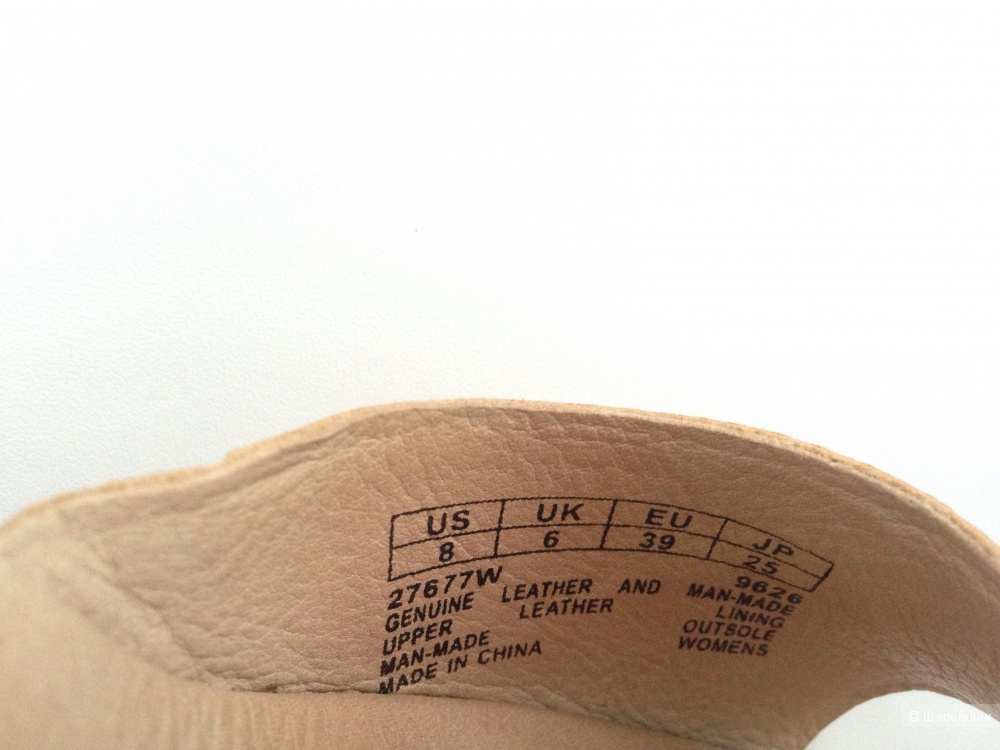 US UK EU JP
8 6 39 25
27677W 9626
GENUINE LEATHER AND MAN-MADE
UPPER LEATHER LINING
MAN-MADE OUTSOLE
MADE IN CHINA WOMENS